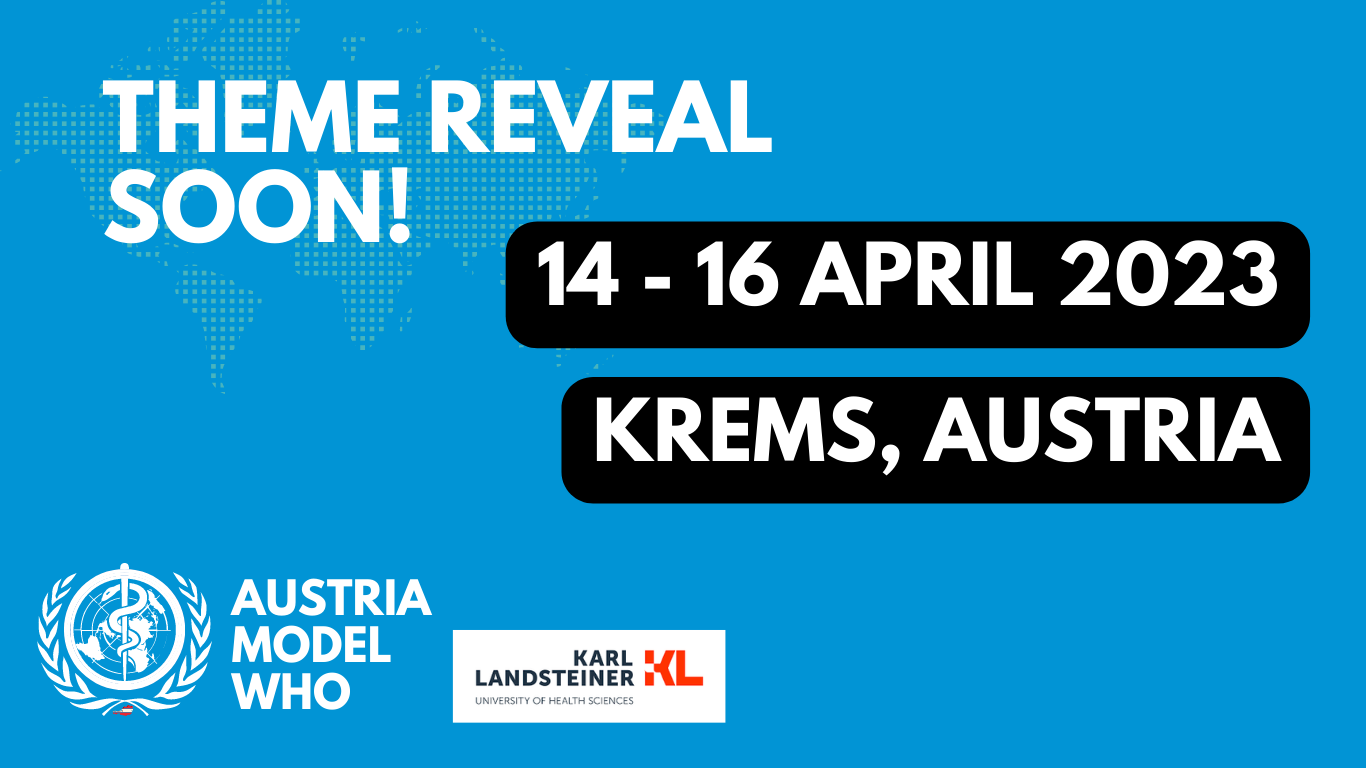 THEME REVEAL
SOON!
14 - 16 APRIL 2023
KREMS, AUSTRIA
AUSTRIA
MODEL
WHO
KARL
LANDSTEINER
KL
UNIVERSITY OF HEALTH SCIENCES